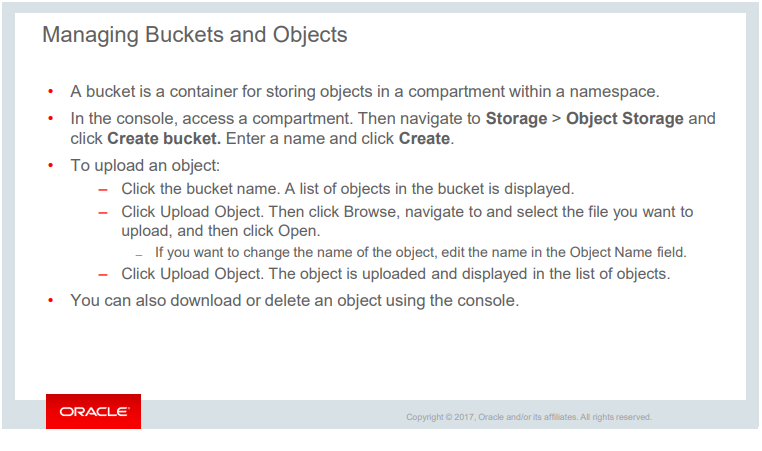 Managing Buckets and Objects
• A bucket is a container for storing objects in a compartment within a namespace.
• In the console, access a compartment. Then navigate to Storage > Object Storage and
click Create bucket. Enter a name and click Create.
• To upload an object:
– Click the bucket name. A list of objects in the bucket is displayed.
– Click Upload Object. Then click Browse, navigate to and select the file you want to
upload, and then click Open.
– If you want to change the name of the object, edit the name in the Object Name field.
– Click Upload Object. The object is uploaded and displayed in the list of objects.
• You can also download or delete an object using the console.
ORACLE
Copyright © 2017, Oracle and/or its affiliates. All rights reserved.